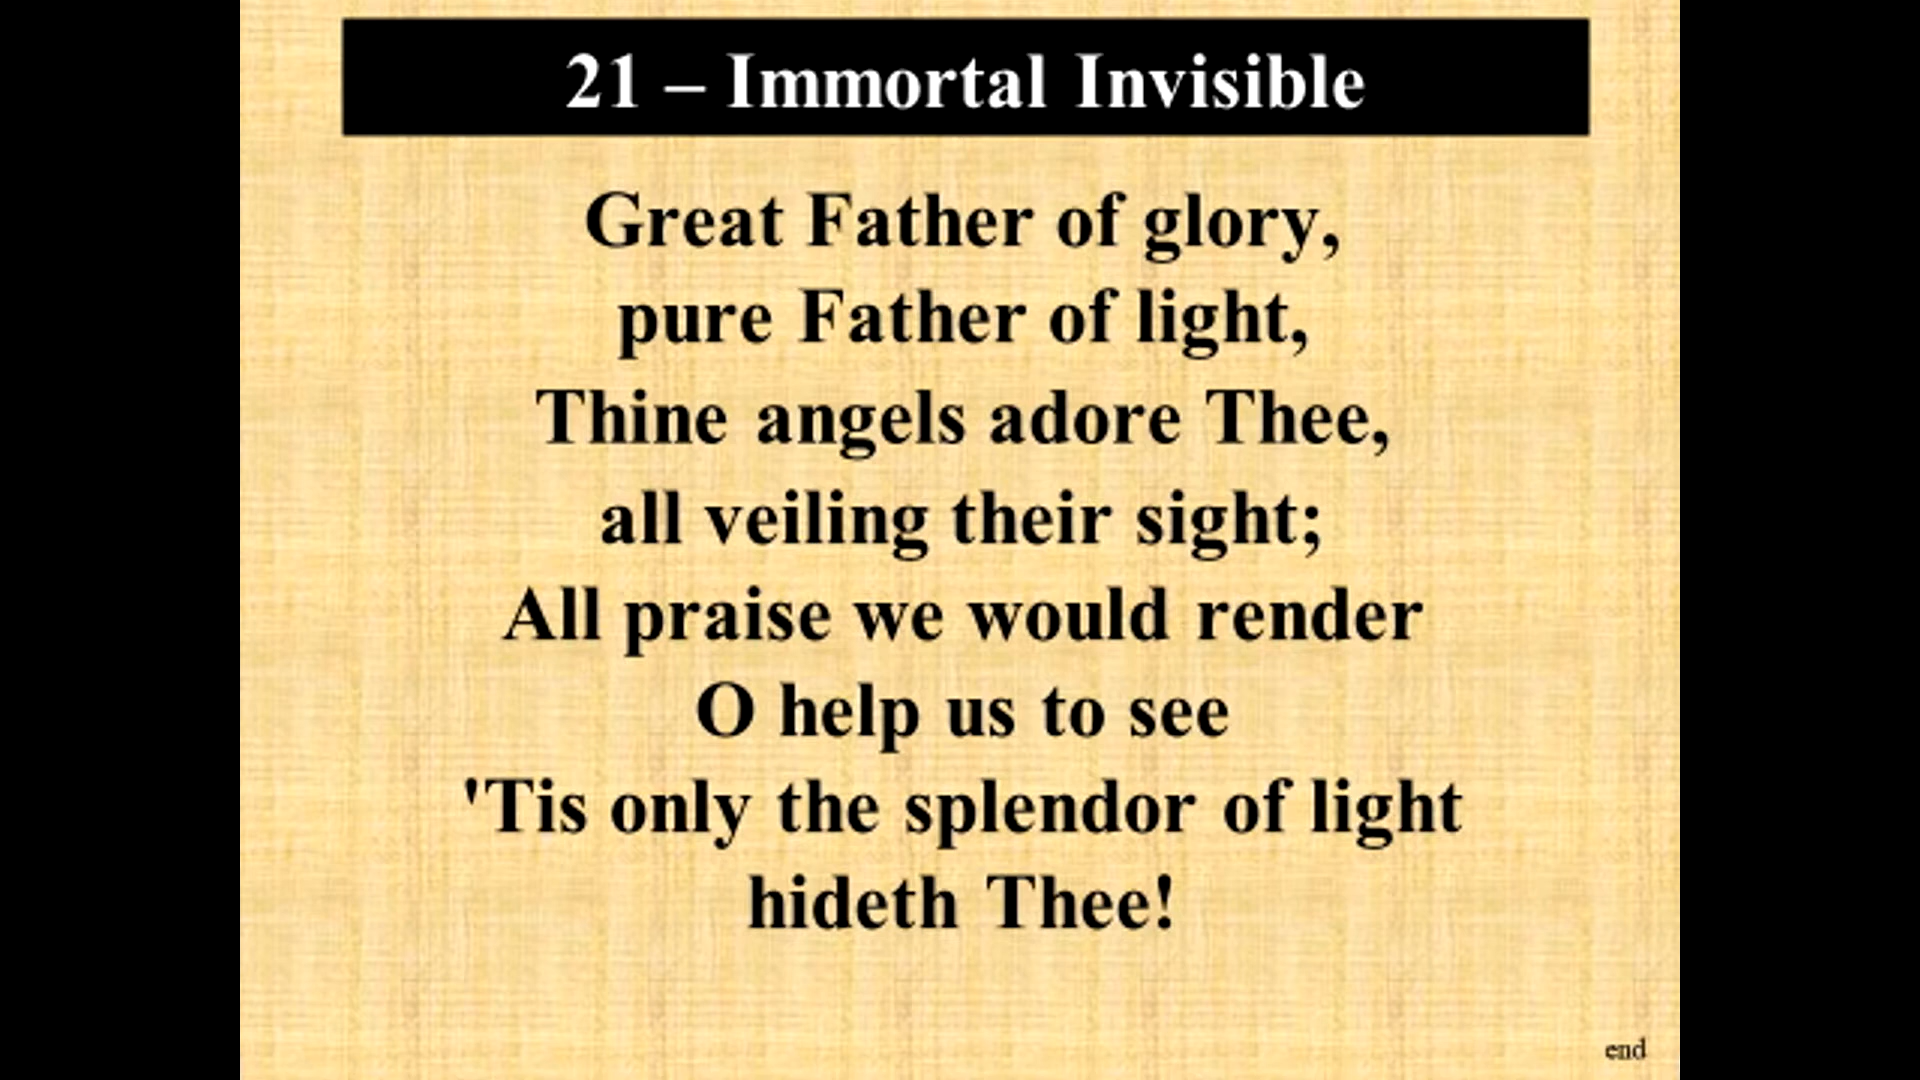 21 – Immortal Invisible
Great Father of glory,
pure Father of light,
Thine angels adore Thee,
all veiling their sight;
All praise we would render
O help us to see
'Tis only the splendor of light
hideth Thee!
end